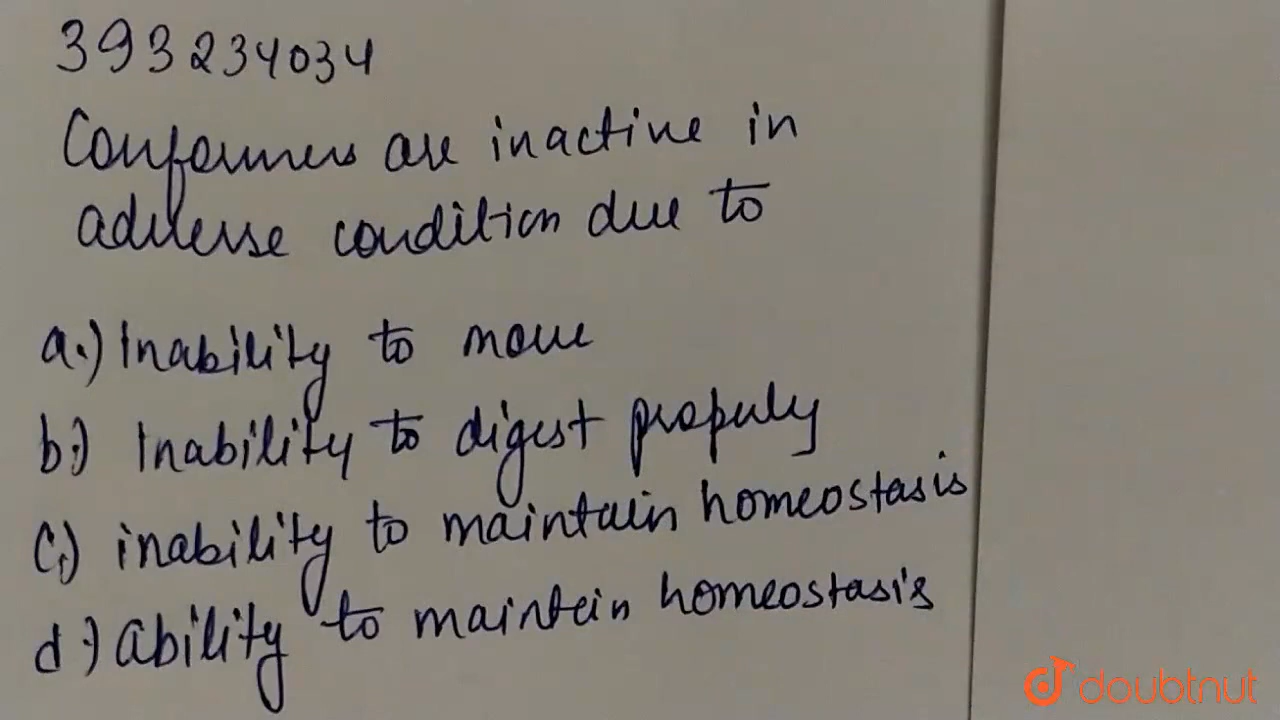 393234034
Conformers are inactive in
adverse condition due to
a.) Inability to move
b.) Inability to digest properly
C.) inability to maintain homeostasis
d.) ability to maintein homeostasis
doubtnut